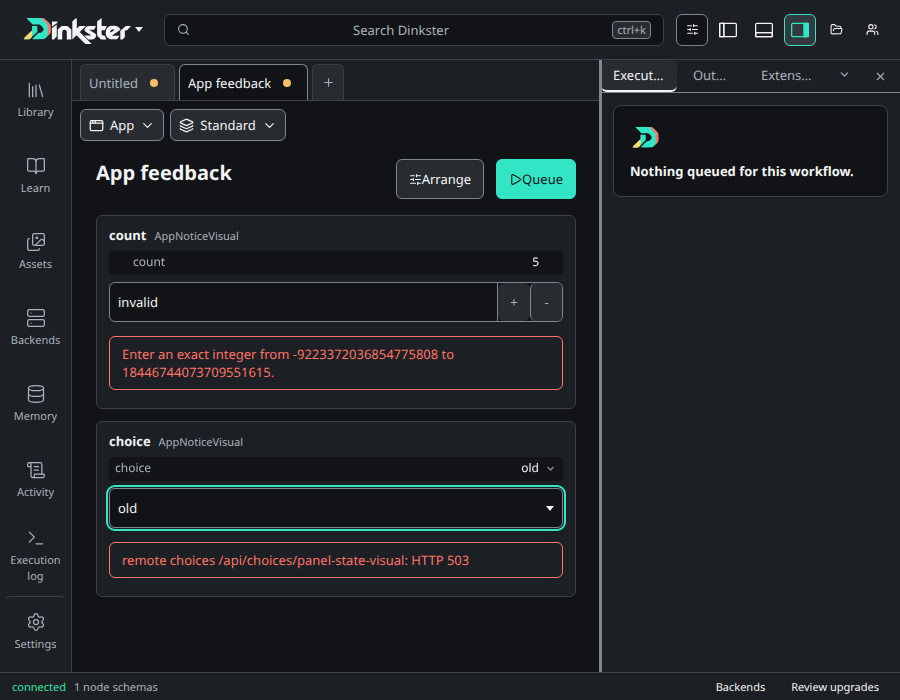 Dinkster
Search Dinkster
ctrl+k
Library
Learn
Assets
Backends
Memory
Activity
Execution
log
Settings
Untitled
App feedback
+
App
Standard
App feedback
Arrange
Queue
count AppNoticeVisual
count 5
invalid
+ -
Enter an exact integer from -9223372036854775808 to
18446744073709551615.
choice AppNoticeVisual
choice old
old
remote choices /api/choices/panel-state-visual: HTTP 503
Execut... Out... Extens...
Nothing queued for this workflow.
connected 1 node schemas
Backends Review upgrades